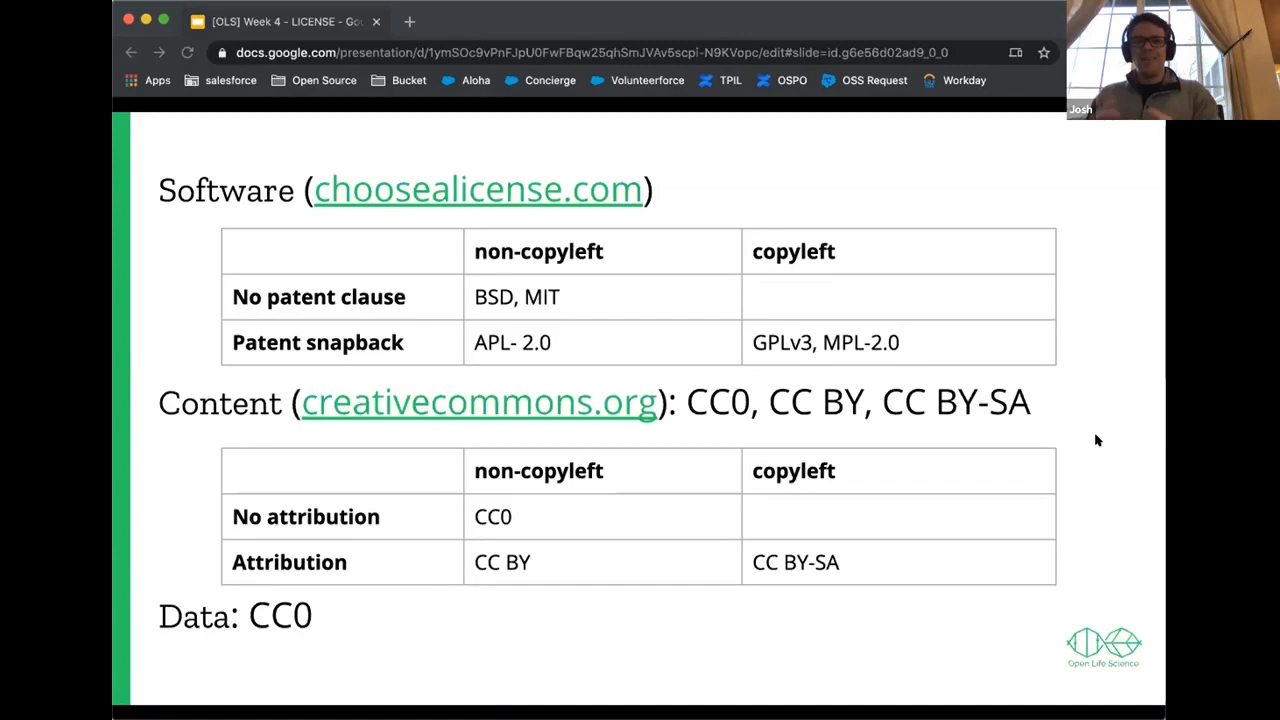 [OLS] Week 4 - LICENSE - Go
docs.google.com/presentation/d/1ymSOC9vPnFJpU0FwFBqw25qhSmJVAv5scpi-N9KVopc/edit#slide=id.g6e56d02ad9_0_0
Apps salesforce Open Source Bucket Aloha Concierge Volunteerforce TPIL OSPO OSS Request Workday
Josh
Software (choosealicense.com)
non-copyleft copyleft
No patent clause BSD, MIT
Patent snapback APL- 2.0 GPLv3, MPL-2.0
Content (creativecommons.org): CC0, CC BY, CC BY-SA
non-copyleft copyleft
No attribution CC0
Attribution CC BY CC BY-SA
Data: CC0
Open Life Science